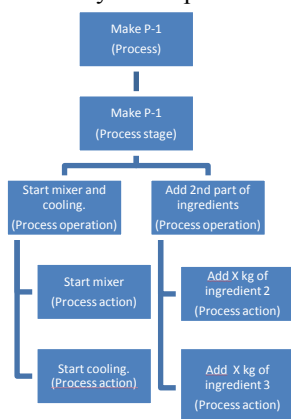 Make P-1
(Process)
Make P-1
(Process stage)
Start mixer and
cooling.
(Process operation)
Add 2nd part of
ingredients
(Process operation)
Start mixer
(Process action)
Start cooling.
(Process action)
Add X kg of
ingredient 2
(Process action)
Add X kg of
ingredient 3
(Process action)